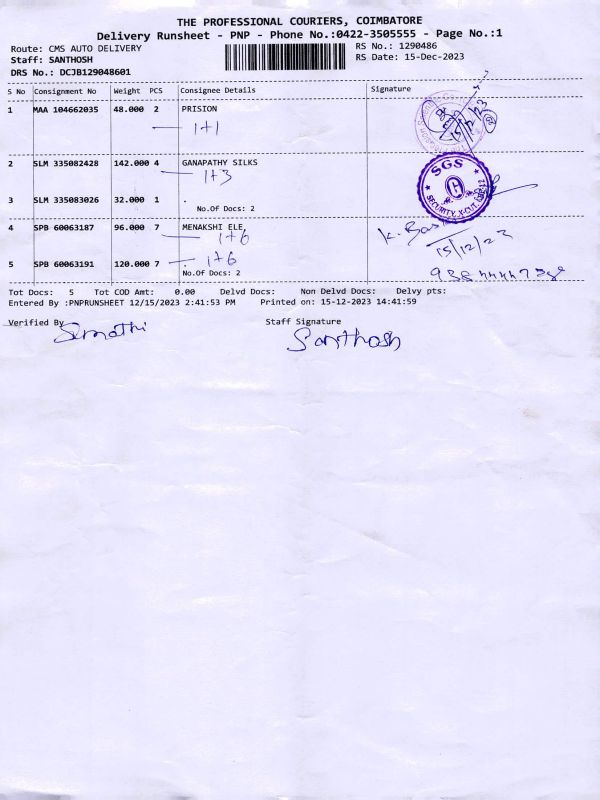 THE PROFESSIONAL COURIERS, COIMBATORE
Delivery Runsheet - PNP - Phone No.:0422-3505555 - Page No.:1
Route: CMS AUTO DELIVERY RS No.: 1290486
Staff: SANTHOSH RS Date: 15-Dec-2023
DRS No.: DCJB129048601
S No Consignment No Weight PCS Consignee Details Signature
1 MAA 104662035 48.000 2 PRISION
1+1
15/12/23
2 SLM 335082428 142.000 4 GANAPATHY SILKS
1+3
SGS
SECURITY
3 SLM 335083026 32.000 1 .
No.Of Docs: 2
4 SPB 60063187 96.000 7 MENAKSHI ELE,
1+6
K.
15/12/23
5 SPB 60063191 120.000 7 .
1+6
No.Of Docs: 2
Tot Docs: 5 Tot COD Amt: 0.00 Delvd Docs: Non Delvd Docs: Delvy pts:
Entered By :PNPRUNSHEET 12/15/2023 2:41:53 PM Printed on: 15-12-2023 14:41:59
Verified By Staff Signature
Santhosh